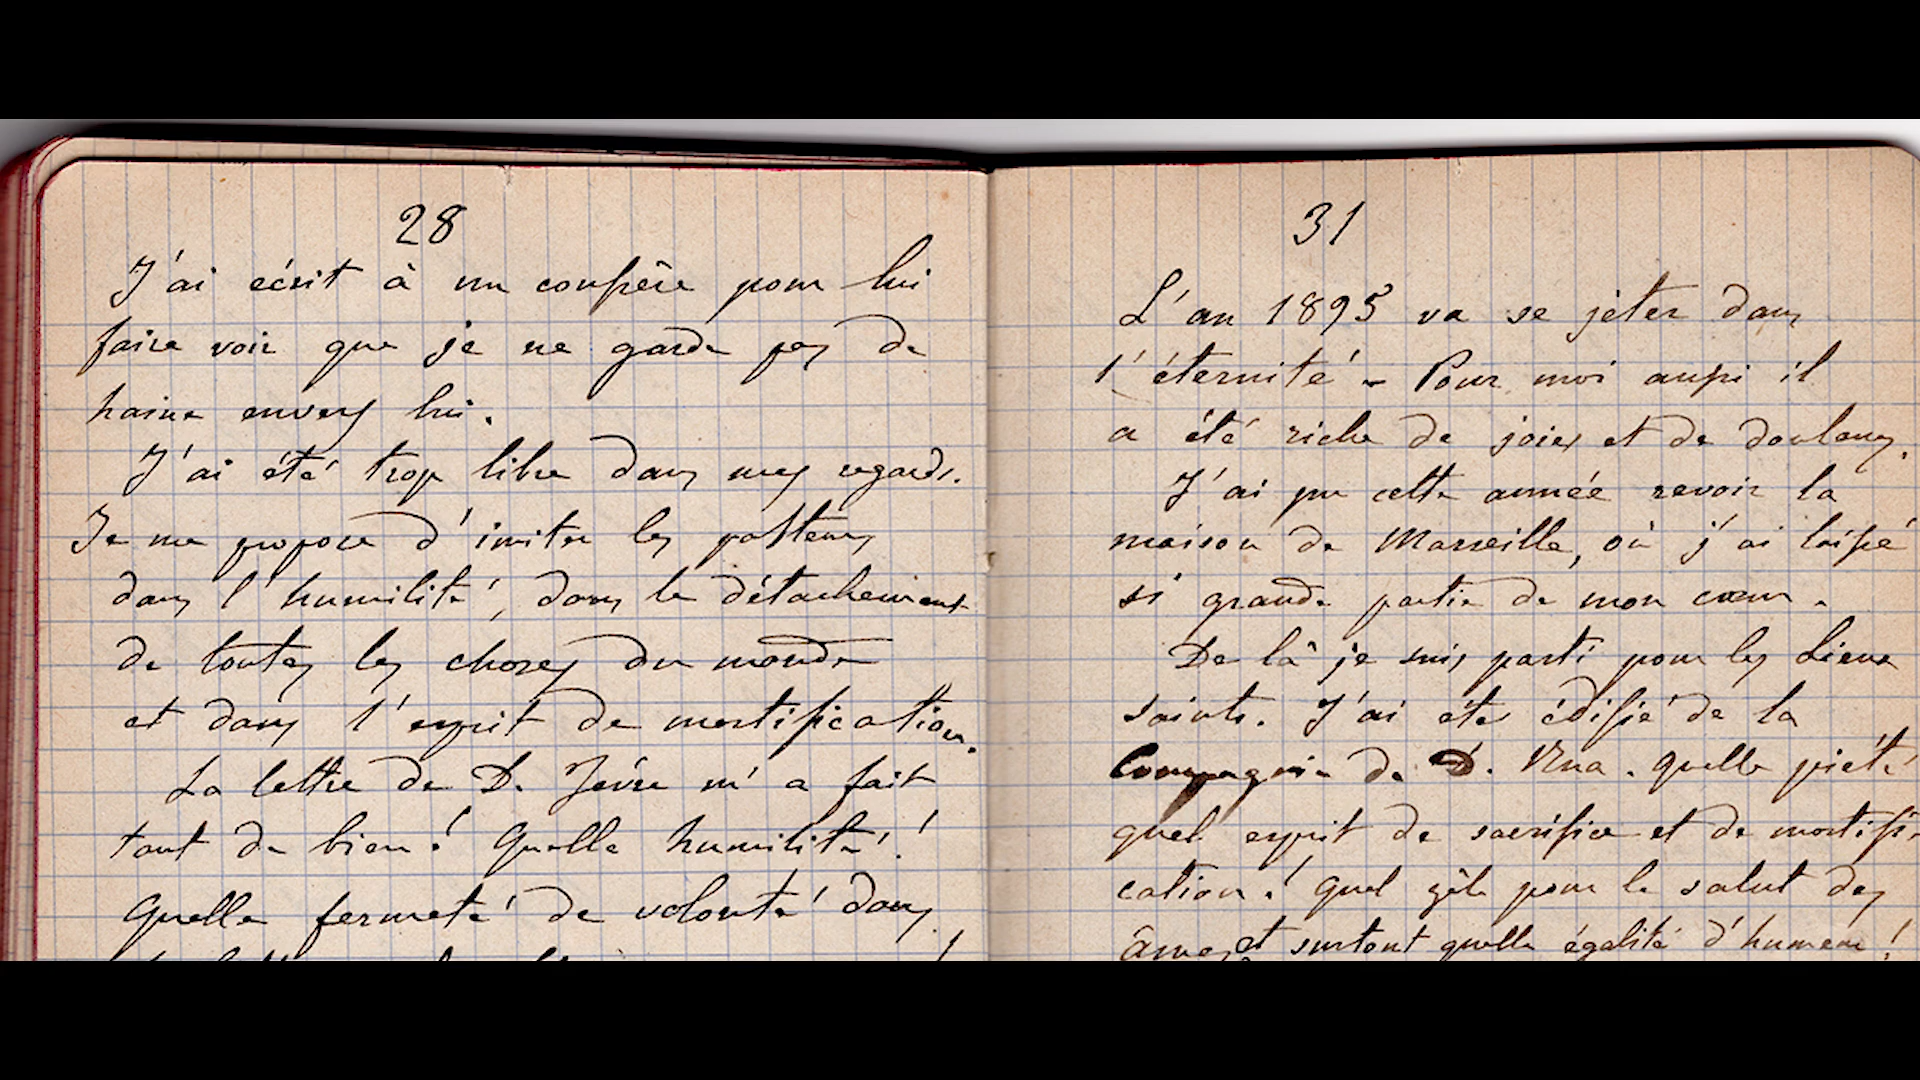 28
J'ai écrit à un confrère pour lui
faire voir que je ne garde pas de
haine envers lui.
J'ai été trop libre dans mes regards.
Je me propose d'imiter les pasteurs
dans l'humilité, dans le détachement
de toutes les choses du monde
et dans l'esprit de mortification.
La lettre de D. m'a fait
tant de bien! Quelle humilité!
Quelle fermeté de volonté dans
31
L'an 1895 va se jèter dans
l'éternité - Pour moi aussi il
a été riche de joies et de douleurs.
J'ai pu cette année revoir la
maison de Marseille, où j'ai laissé
si grande partie de mon cœur.
De là je suis parti pour les Lieux
saints. J'ai été édifié de la
Compagnie de D. Rua. Quelle piété
quel esprit de sacrifice et de mortifi-
cation! Quel zèle pour le salut des
âmes et surtout quelle égalité d'humeur!